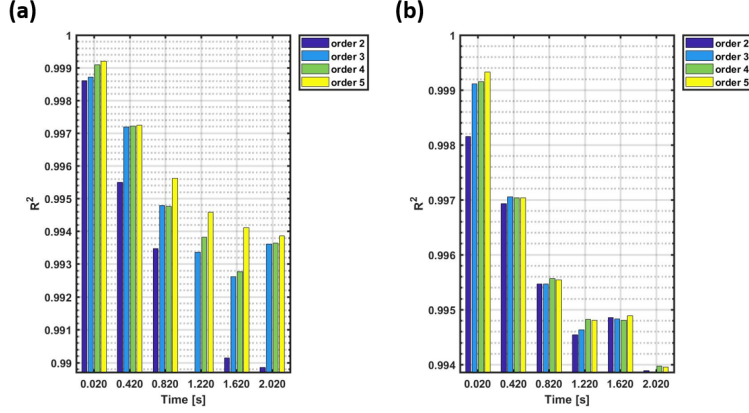 (a)
1
0.999
0.998
0.997
0.996
0.995
0.994
0.993
0.992
0.991
0.99
R²
0.020 0.420 0.820 1.220 1.620 2.020
Time [s]
order 2
order 3
order 4
order 5
(b)
1
0.999
0.998
0.997
0.996
0.995
0.994
R²
0.020 0.420 0.820 1.220 1.620 2.020
Time [s]
order 2
order 3
order 4
order 5